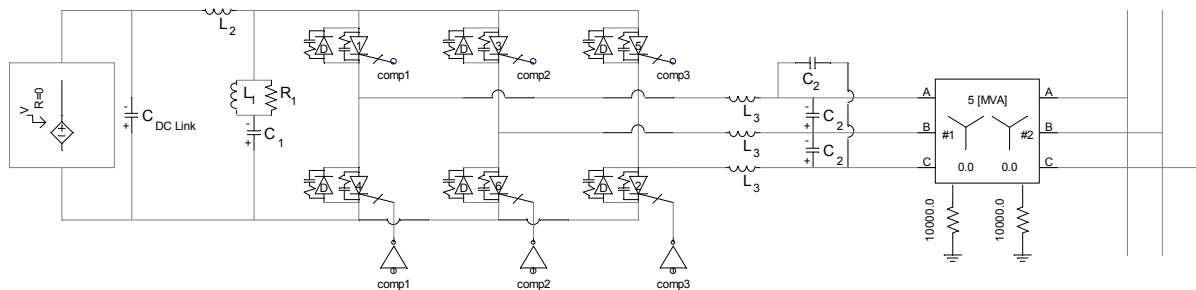 L2
V
R=0
C DC Link
L1
R1
C1
D
1
comp1
D
3
comp2
D
5
comp3
D
4
comp1
D
6
comp2
D
2
comp3
L3
L3
L3
C2
C2
C2
A
B
C
5 [MVA]
#1
#2
0.0
0.0
A
B
C
10000.0
10000.0